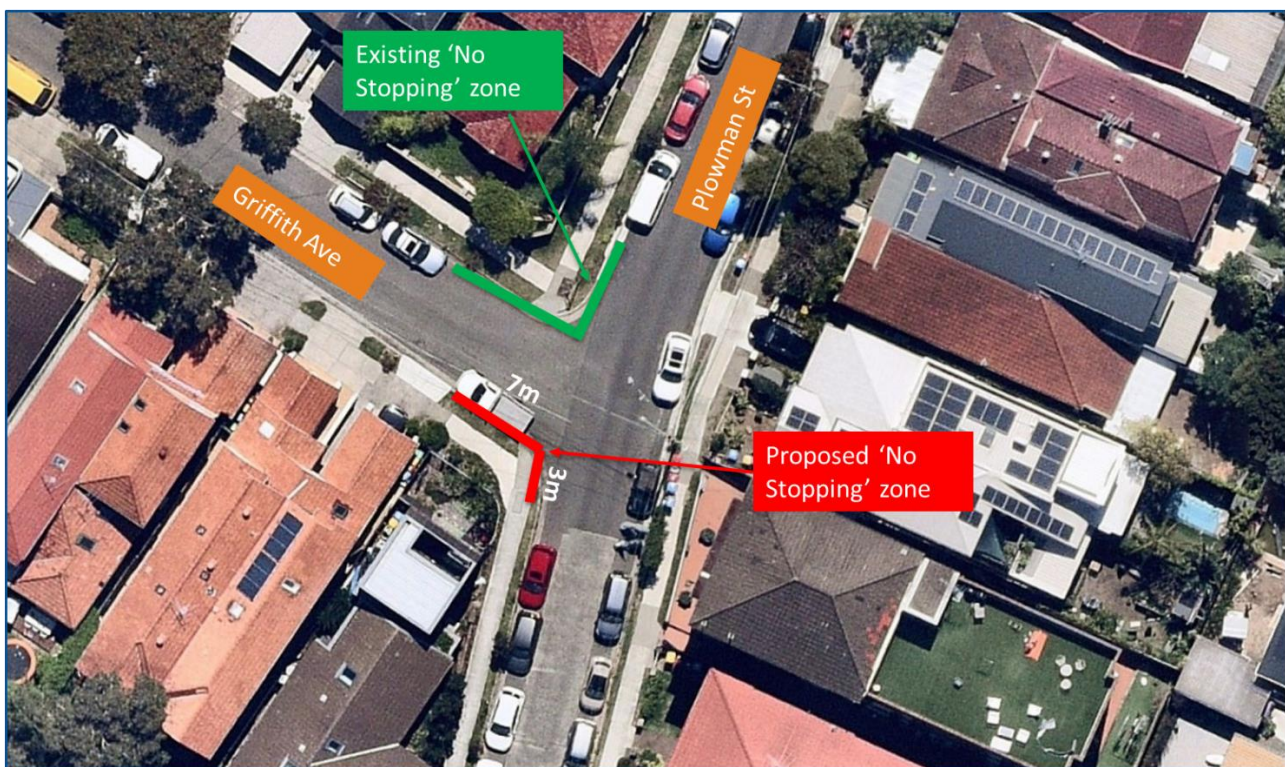 Existing ‘No
Stopping’ zone
Plowman St
Griffith Ave
7m
3m
Proposed ‘No
Stopping’ zone